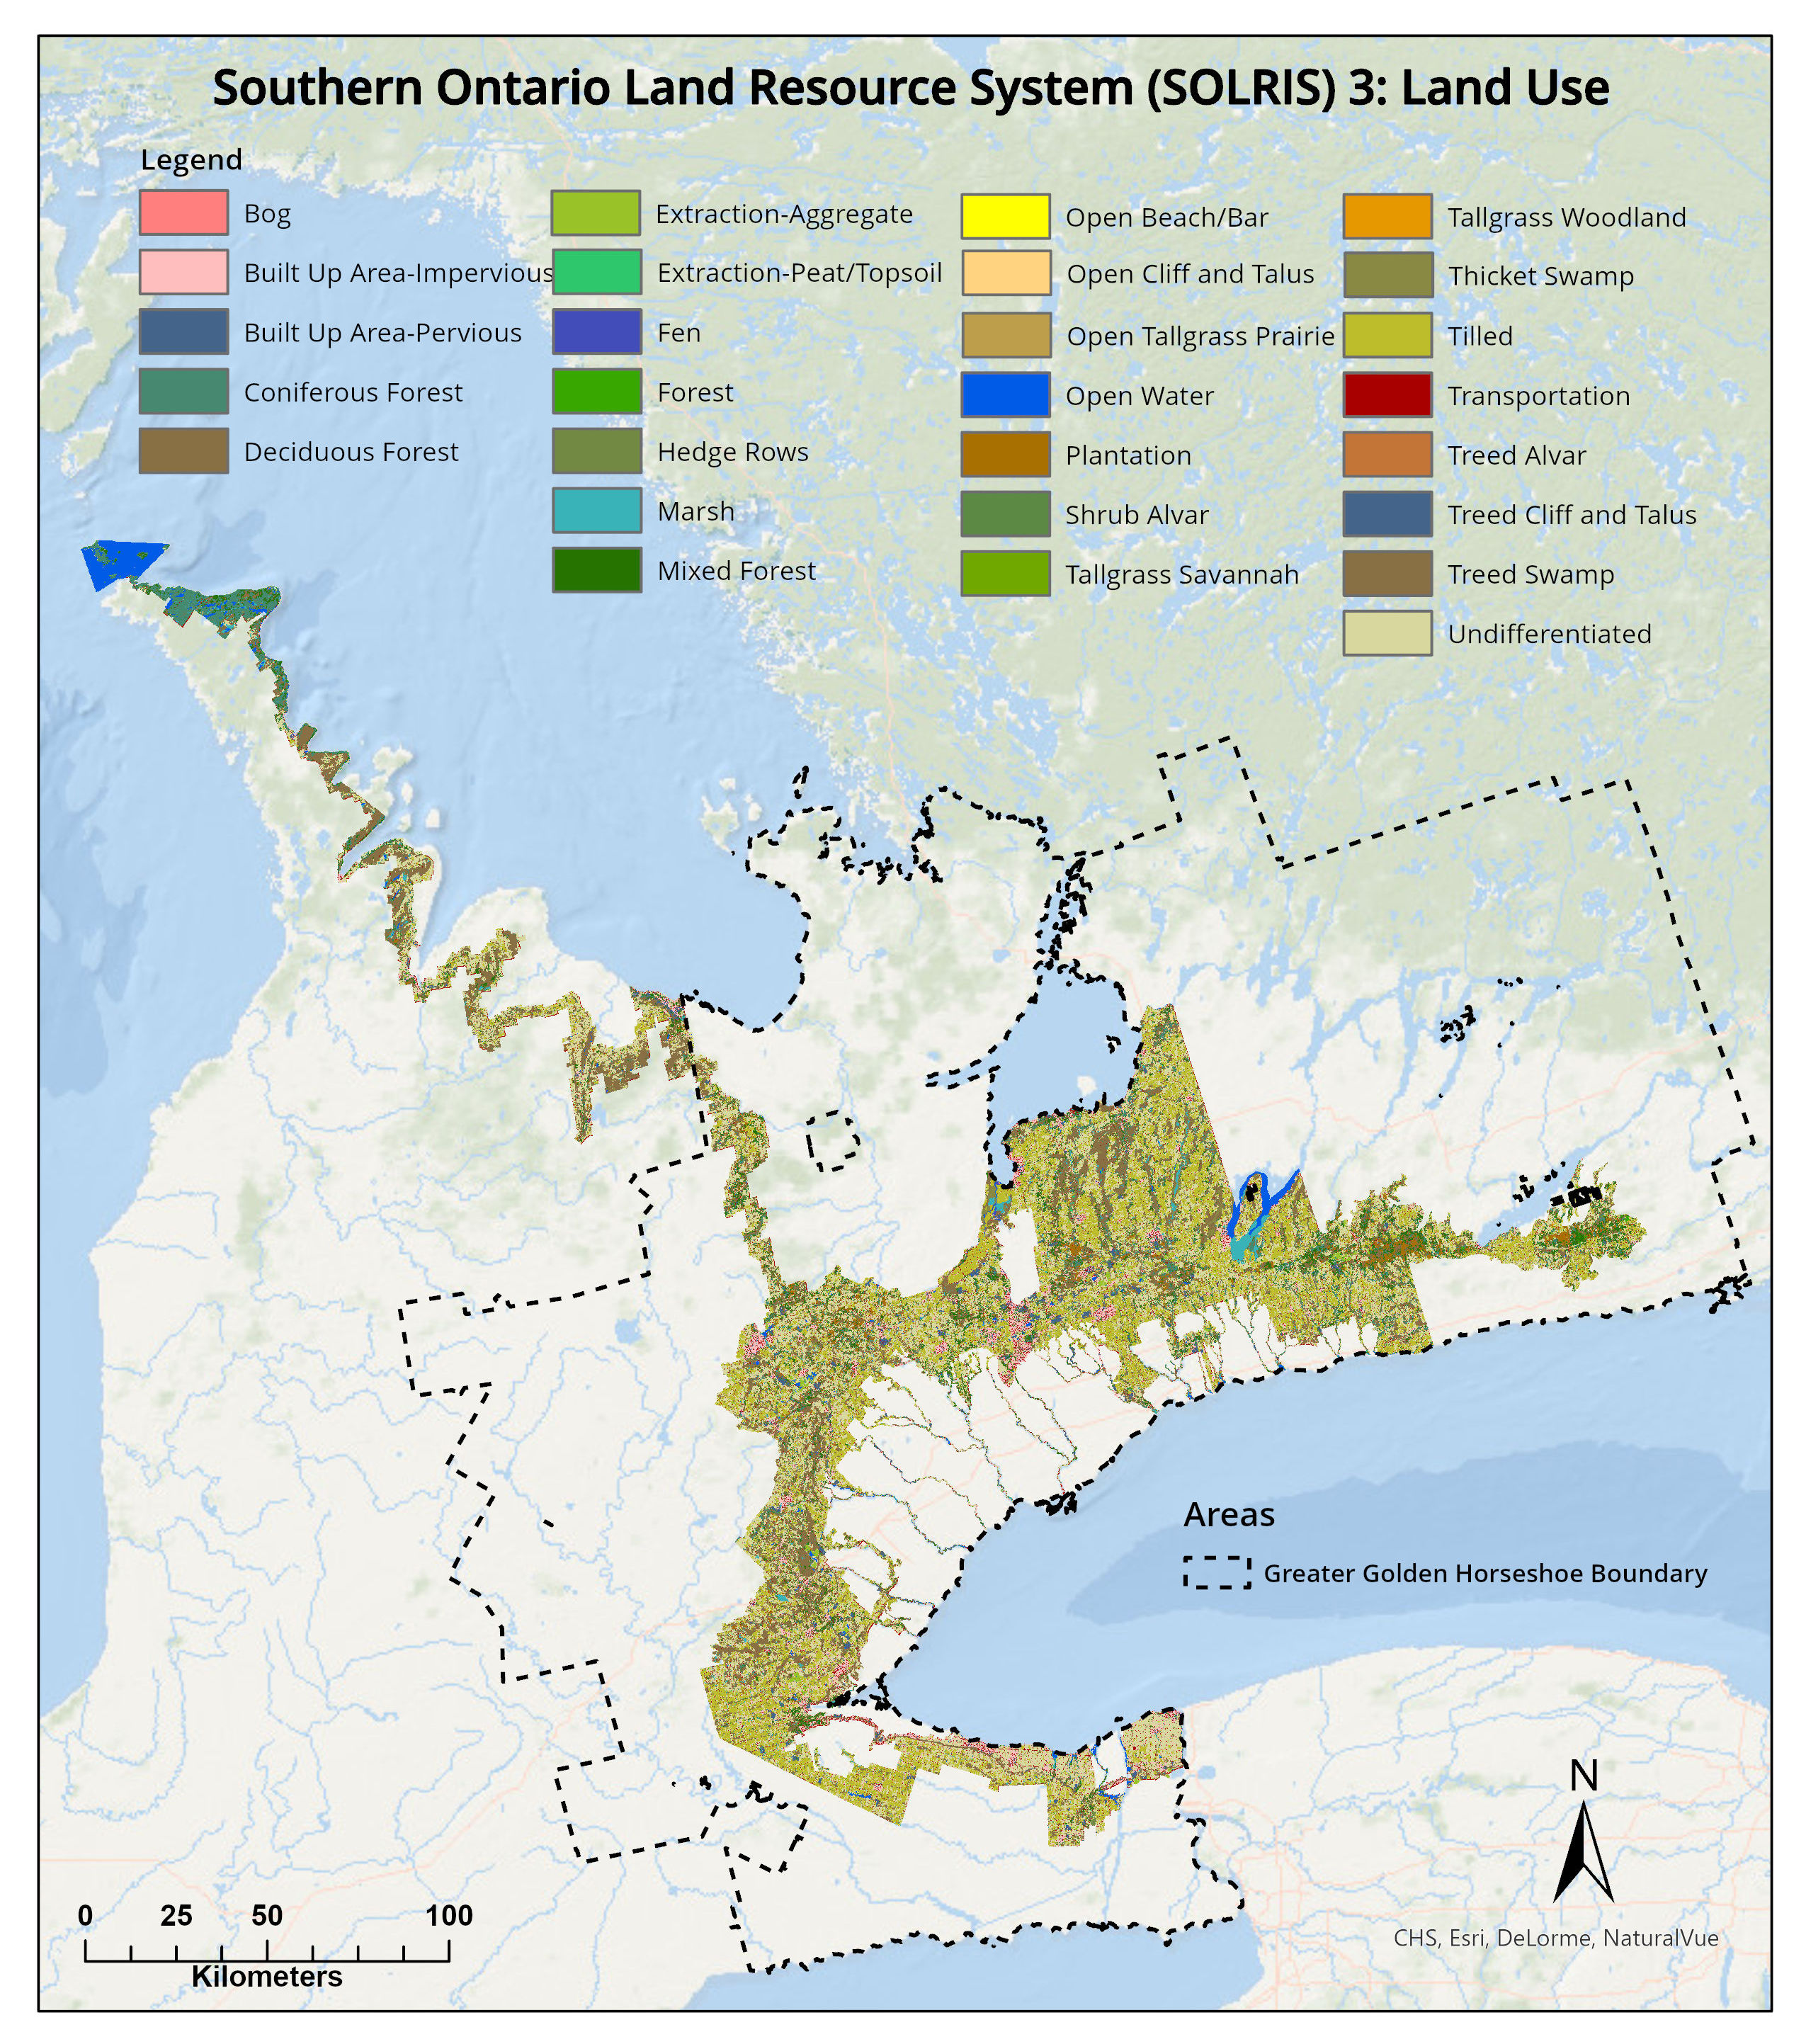 Southern Ontario Land Resource System (SOLRIS) 3: Land Use
Legend
Bog
Built Up Area-Impervious
Built Up Area-Pervious
Coniferous Forest
Deciduous Forest
Extraction-Aggregate
Extraction-Peat/Topsoil
Fen
Forest
Hedge Rows
Marsh
Mixed Forest
Open Beach/Bar
Open Cliff and Talus
Open Tallgrass Prairie
Open Water
Plantation
Shrub Alvar
Tallgrass Savannah
Tallgrass Woodland
Thicket Swamp
Tilled
Transportation
Treed Alvar
Treed Cliff and Talus
Treed Swamp
Undifferentiated
Areas
Greater Golden Horseshoe Boundary
N
0 25 50 100
Kilometers
CHS, Esri, DeLorme, NaturalVue